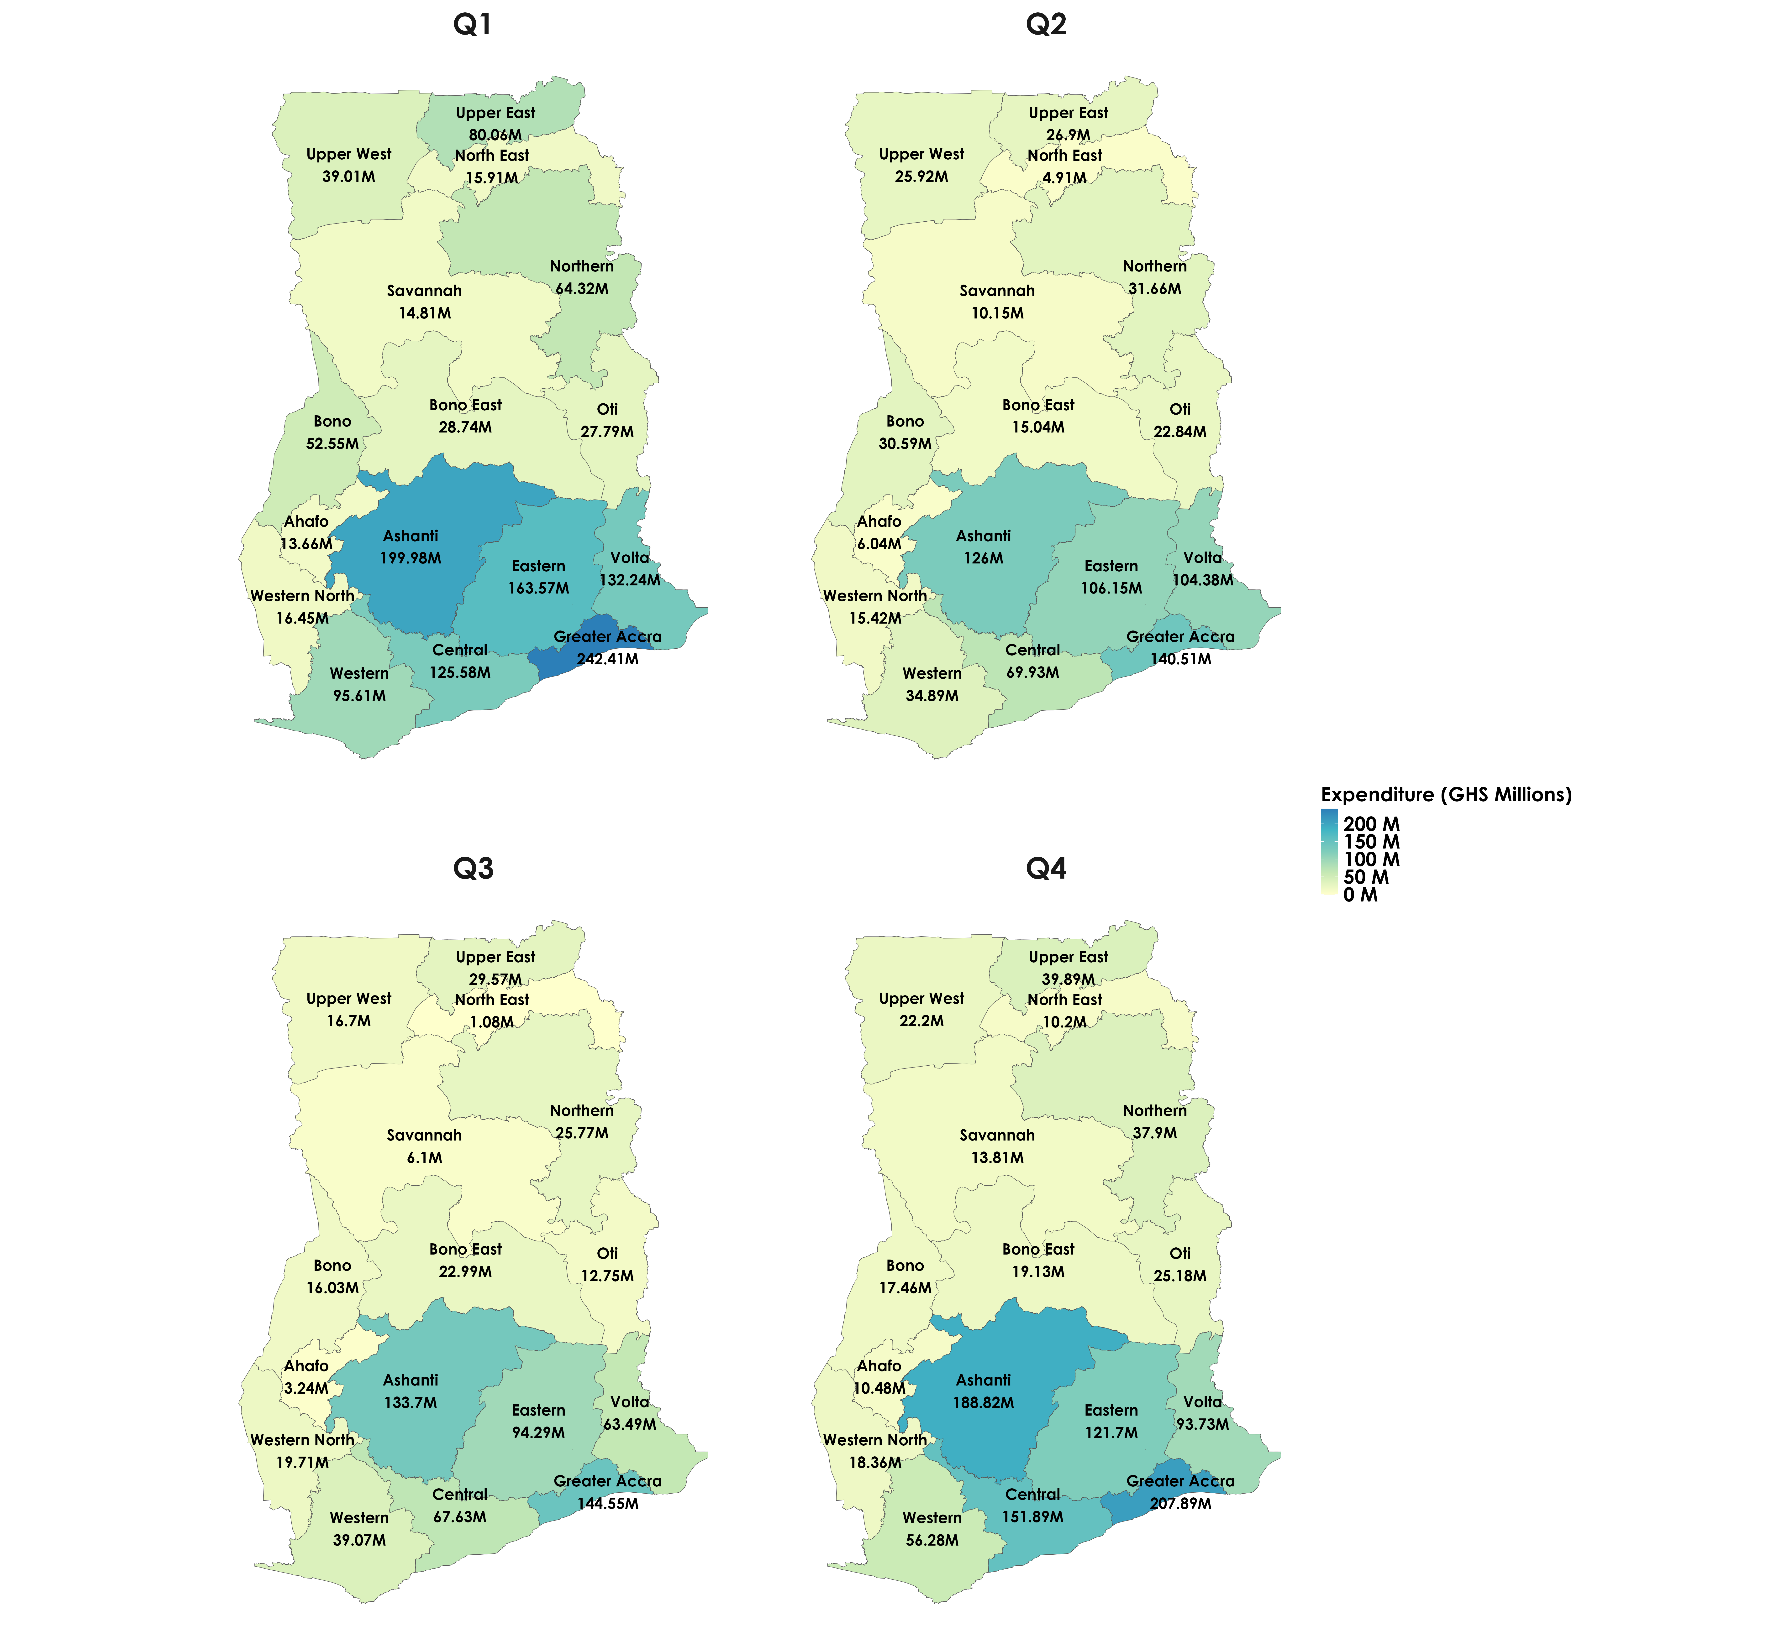 Q1
Upper East
80.06M
Upper West
39.01M
North East
15.91M
Northern
64.32M
Savannah
14.81M
Bono East
28.74M
Oti
27.79M
Bono
52.55M
Ahafo
13.66M
Ashanti
199.98M
Eastern
163.57M
Volta
132.24M
Western North
16.45M
Greater Accra
242.41M
Central
125.58M
Western
95.61M
Q2
Upper East
26.9M
Upper West
25.92M
North East
4.91M
Northern
31.66M
Savannah
10.15M
Bono East
15.04M
Oti
22.84M
Bono
30.59M
Ahafo
6.04M
Ashanti
126M
Eastern
106.15M
Volta
104.38M
Western North
15.42M
Greater Accra
140.51M
Central
69.93M
Western
34.89M
Expenditure (GHS Millions)
200 M
150 M
100 M
50 M
0 M
Q3
Upper East
29.57M
Upper West
16.7M
North East
1.08M
Northern
25.77M
Savannah
6.1M
Bono East
22.99M
Oti
12.75M
Bono
16.03M
Ahafo
3.24M
Ashanti
133.7M
Eastern
94.29M
Volta
63.49M
Western North
19.71M
Greater Accra
144.55M
Central
67.63M
Western
39.07M
Q4
Upper East
39.89M
Upper West
22.2M
North East
10.2M
Northern
37.9M
Savannah
13.81M
Bono East
19.13M
Oti
25.18M
Bono
17.46M
Ahafo
10.48M
Ashanti
188.82M
Eastern
121.7M
Volta
93.73M
Western North
18.36M
Greater Accra
207.89M
Central
151.89M
Western
56.28M